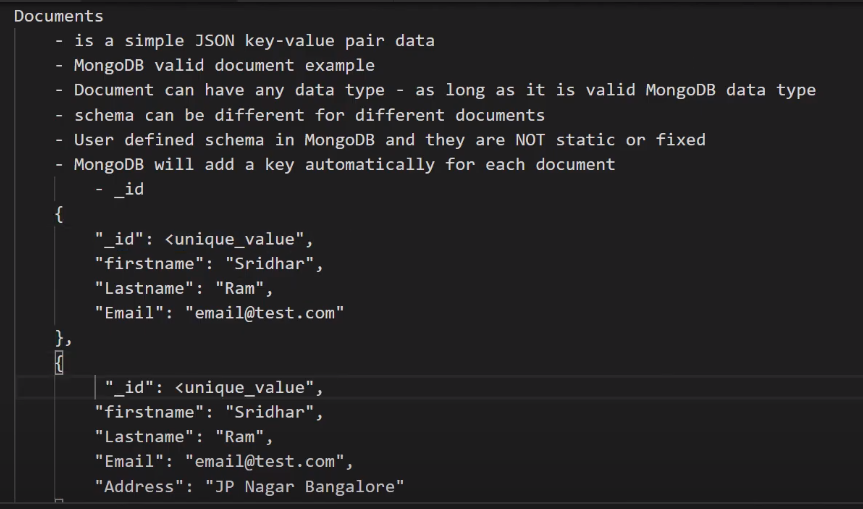 Documents
- is a simple JSON key-value pair data
- MongoDB valid document example
- Document can have any data type - as long as it is valid MongoDB data type
- schema can be different for different documents
- User defined schema in MongoDB and they are NOT static or fixed
- MongoDB will add a key automatically for each document
- _id
{
"_id": <unique_value",
"firstname": "Sridhar",
"Lastname": "Ram",
"Email": "email@test.com"
},
{
"_id": <unique_value",
"firstname": "Sridhar",
"Lastname": "Ram",
"Email": "email@test.com",
"Address": "JP Nagar Bangalore"